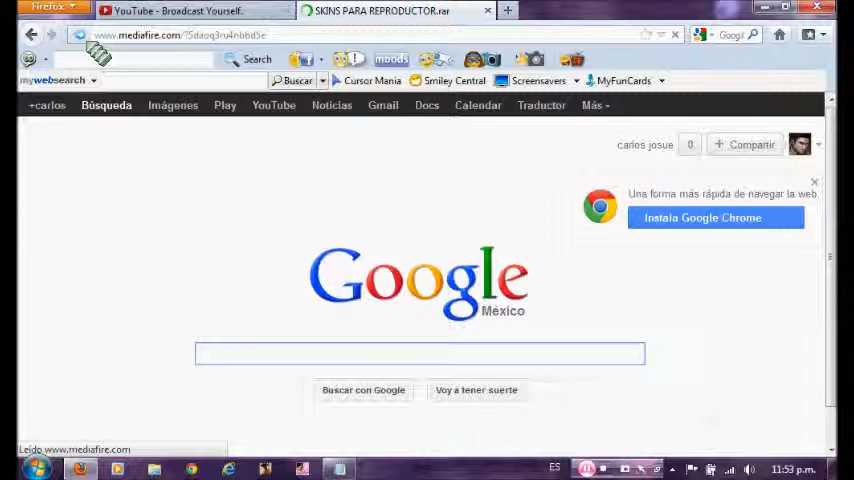 Firefox
YouTube - Broadcast Yourself.
SKINS PARA REPRODUCTOR.rar
www.mediafire.com/?5daoq3ru4nbbd5e
Google
Search
moods
mywebsearch
Buscar
Cursor Mania
Smiley Central
Screensavers
MyFunCards
+carlos
Búsqueda
Imágenes
Play
YouTube
Noticias
Gmail
Docs
Calendar
Traductor
Más
carlos josue
0
+ Compartir
Una forma más rápida de navegar la web.
Instala Google Chrome
Google
México
Buscar con Google
Voy a tener suerte
Leído www.mediafire.com
ES
11:53 p.m.